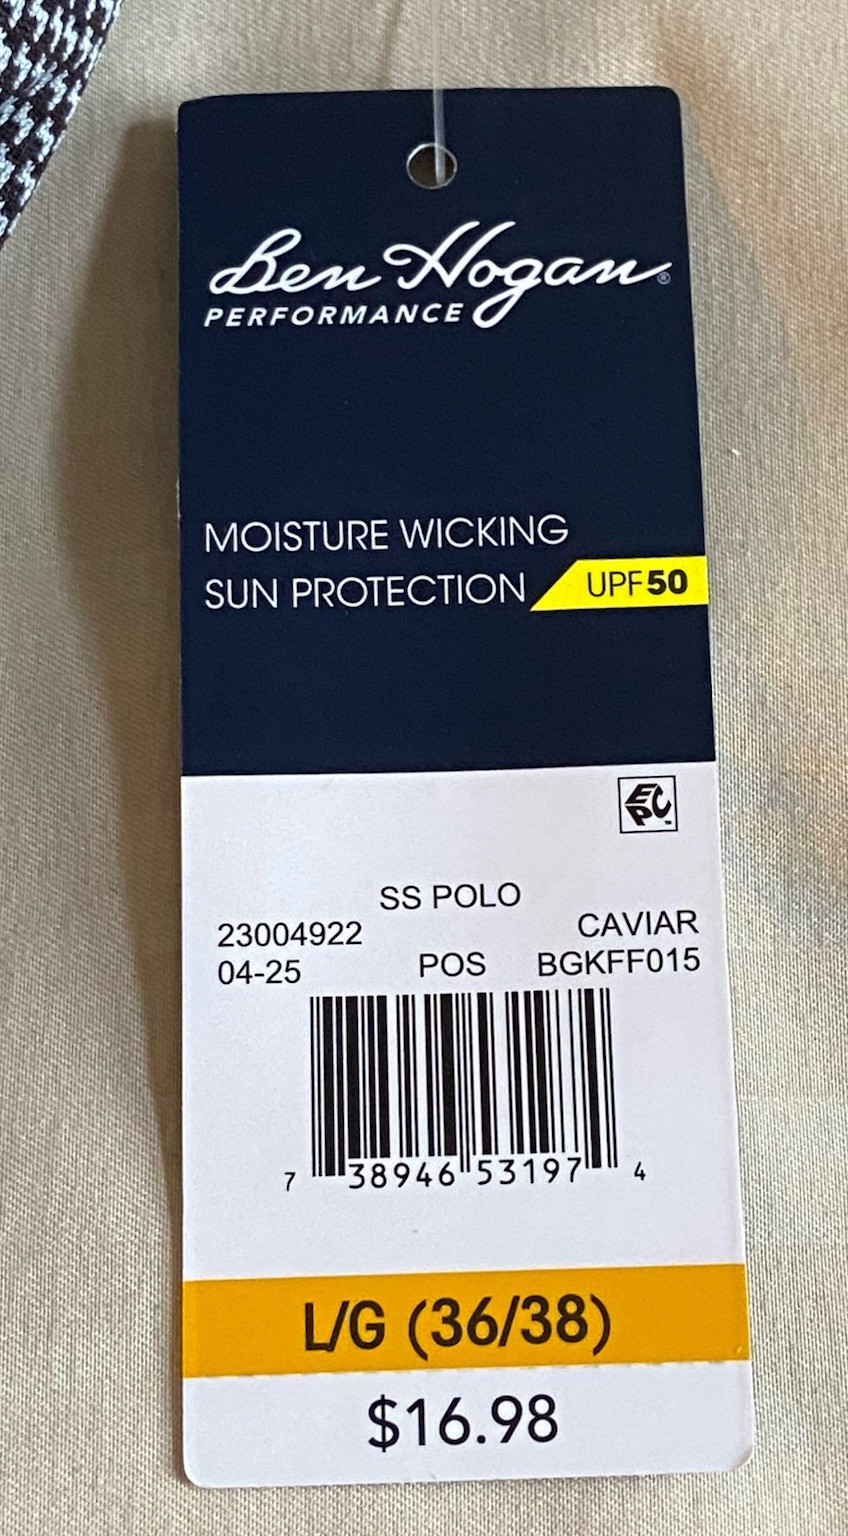 Ben Hogan®
PERFORMANCE
MOISTURE WICKING
SUN PROTECTION UPF50
EPC™
SS POLO
23004922 CAVIAR
04-25 POS BGKFF015
7 38946 53197 4
L/G (36/38)
$16.98